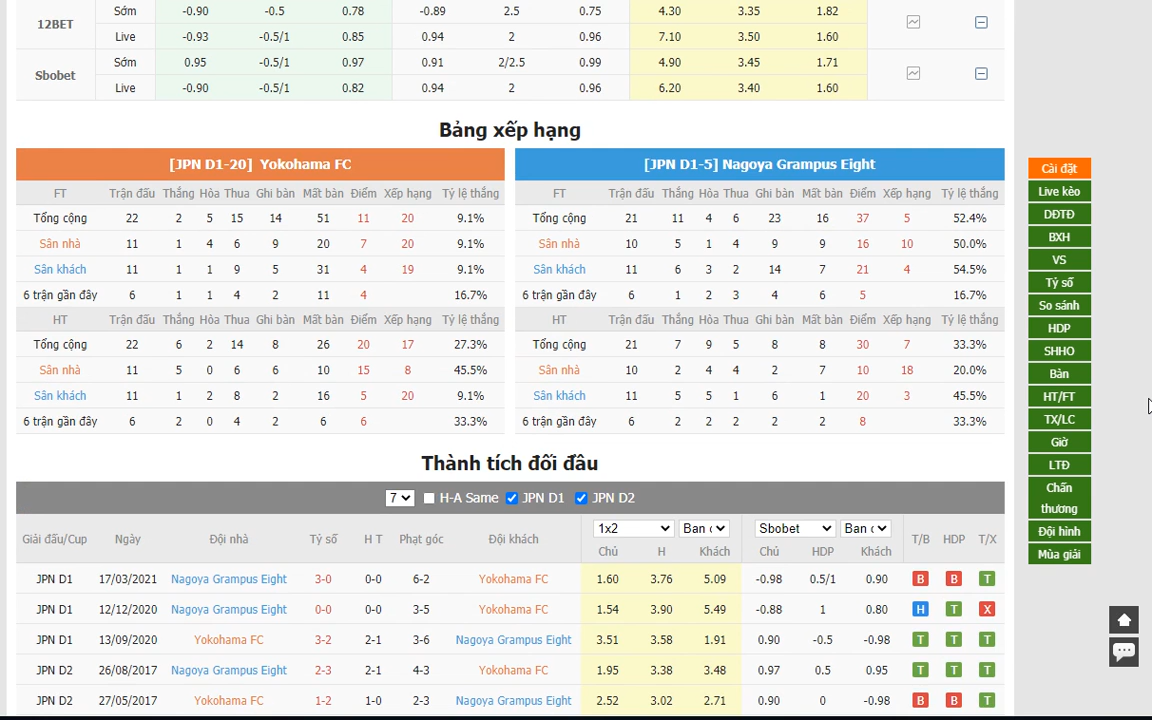 12BET Sớm -0.90 -0.5 0.78 -0.89 2.5 0.75 4.30 3.35 1.82
Live -0.93 -0.5/1 0.85 0.94 2 0.96 7.10 3.50 1.60
Sbobet Sớm 0.95 -0.5/1 0.97 0.91 2/2.5 0.99 4.90 3.45 1.71
Live -0.90 -0.5/1 0.82 0.94 2 0.96 6.20 3.40 1.60
Bảng xếp hạng
[JPN D1-20] Yokohama FC
FT Trận đấu Thắng Hòa Thua Ghi bàn Mất bàn Điểm Xếp hạng Tỷ lệ thắng
Tổng cộng 22 2 5 15 14 51 11 20 9.1%
Sân nhà 11 1 4 6 9 20 7 20 9.1%
Sân khách 11 1 1 9 5 31 4 19 9.1%
6 trận gần đây 6 1 1 4 2 11 4 16.7%
HT Trận đấu Thắng Hòa Thua Ghi bàn Mất bàn Điểm Xếp hạng Tỷ lệ thắng
Tổng cộng 22 6 2 14 8 26 20 17 27.3%
Sân nhà 11 5 0 6 6 10 15 8 45.5%
Sân khách 11 1 2 8 2 16 5 20 9.1%
6 trận gần đây 6 2 0 4 2 6 6 33.3%
[JPN D1-5] Nagoya Grampus Eight
FT Trận đấu Thắng Hòa Thua Ghi bàn Mất bàn Điểm Xếp hạng Tỷ lệ thắng
Tổng cộng 21 11 4 6 23 16 37 5 52.4%
Sân nhà 10 5 1 4 9 9 16 10 50.0%
Sân khách 11 6 3 2 14 7 21 4 54.5%
6 trận gần đây 6 1 2 3 4 6 5 16.7%
HT Trận đấu Thắng Hòa Thua Ghi bàn Mất bàn Điểm Xếp hạng Tỷ lệ thắng
Tổng cộng 21 7 9 5 8 8 30 7 33.3%
Sân nhà 10 2 4 4 2 7 10 18 20.0%
Sân khách 11 5 5 1 6 1 20 3 45.5%
6 trận gần đây 6 2 2 2 2 2 8 33.3%
Thành tích đối đầu
7 H-A Same JPN D1 JPN D2
Giải đấu/Cup Ngày Đội nhà Tỷ số H T Phạt góc Đội khách 1x2 Ban c Sbobet Ban c T/B HDP T/X
Chủ H Khách Chủ HDP Khách
JPN D1 17/03/2021 Nagoya Grampus Eight 3-0 0-0 6-2 Yokohama FC 1.60 3.76 5.09 -0.98 0.5/1 0.90 B B T
JPN D1 12/12/2020 Nagoya Grampus Eight 0-0 0-0 3-5 Yokohama FC 1.54 3.90 5.49 -0.88 1 0.80 H T X
JPN D1 13/09/2020 Yokohama FC 3-2 2-1 3-6 Nagoya Grampus Eight 3.51 3.58 1.91 0.90 -0.5 -0.98 T T T
JPN D2 26/08/2017 Nagoya Grampus Eight 2-3 2-1 4-3 Yokohama FC 1.95 3.38 3.48 0.97 0.5 0.95 T T T
JPN D2 27/05/2017 Yokohama FC 1-2 1-0 2-3 Nagoya Grampus Eight 2.52 3.02 2.71 0.90 0 -0.98 B B T
Cài đặt
Live kèo
DĐTĐ
BXH
VS
Tỷ số
So sánh
HDP
SHHO
Bàn
HT/FT
TX/LC
Giờ
LTĐ
Chấn
thương
Đội hình
Mùa giải